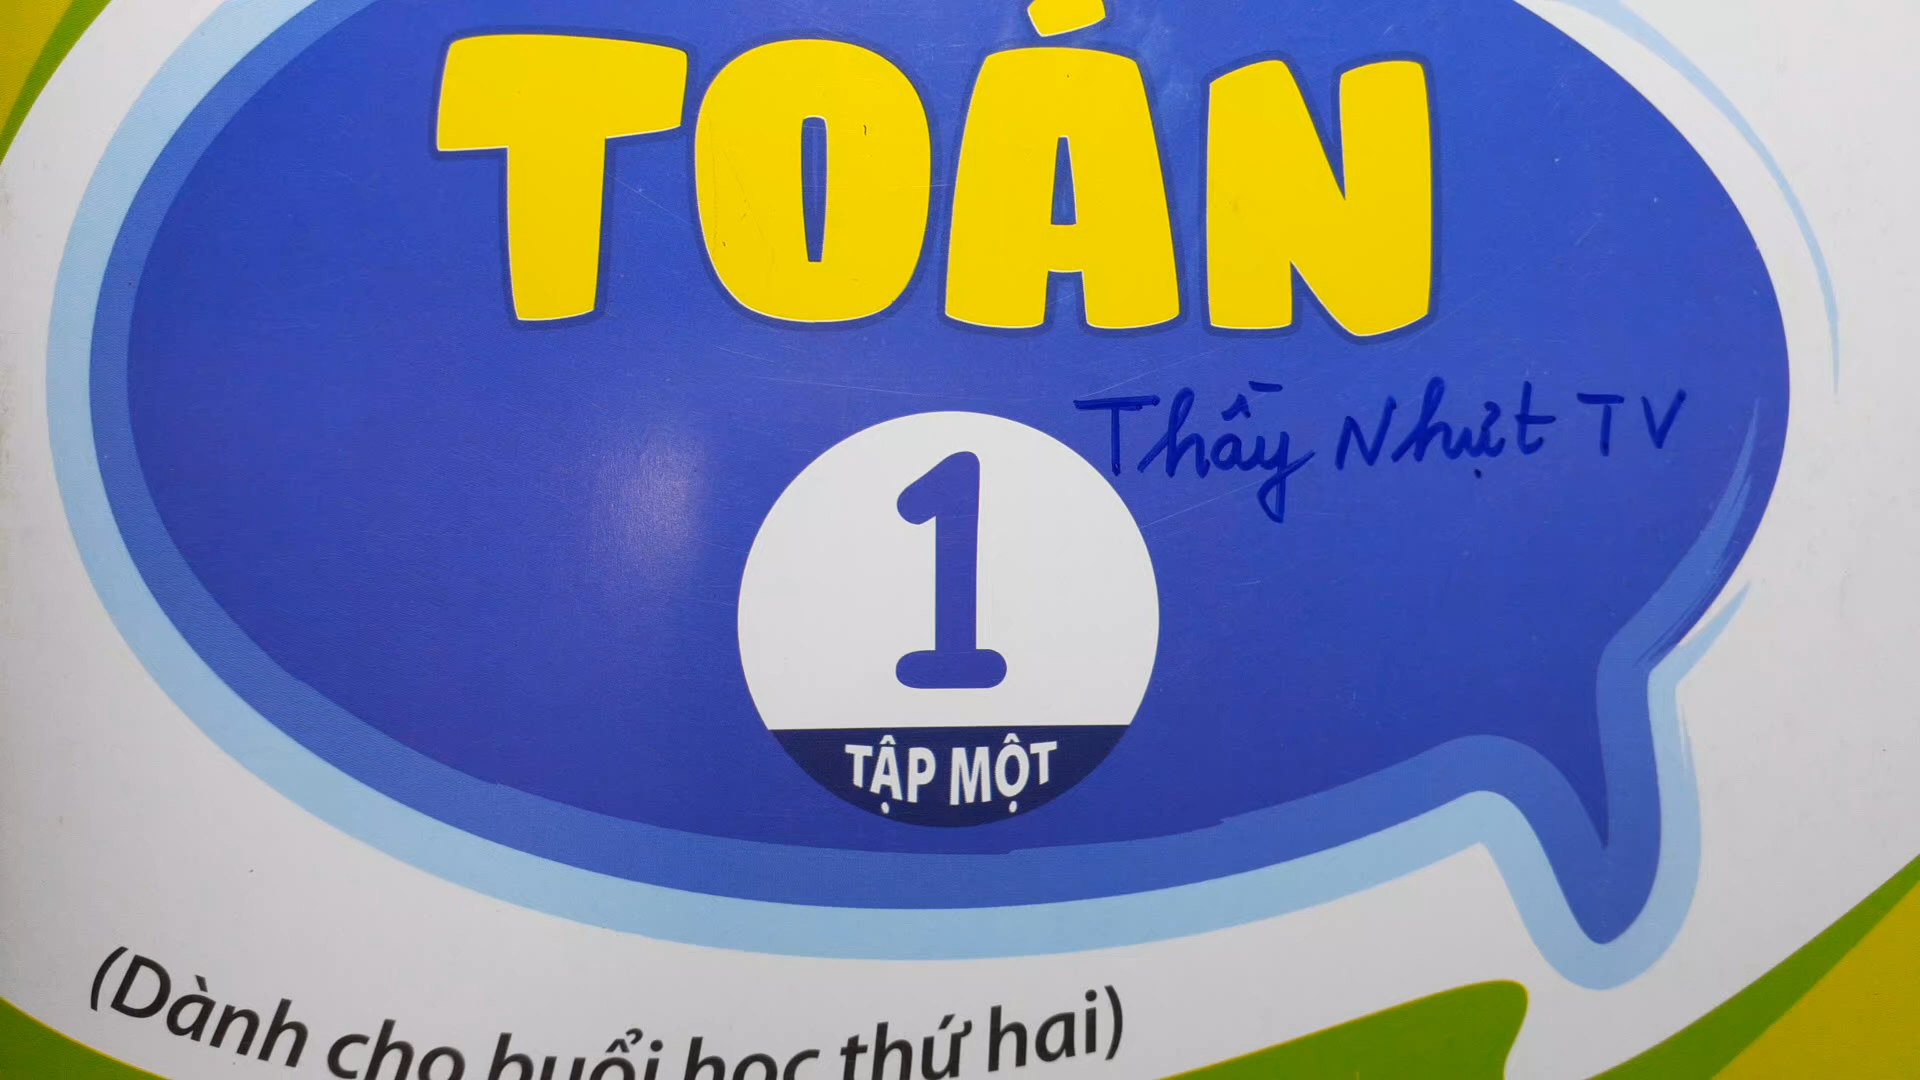 TOÁN
Thầy Nhựt TV
1
TẬP MỘT
(Dành cho buổi học thứ hai)